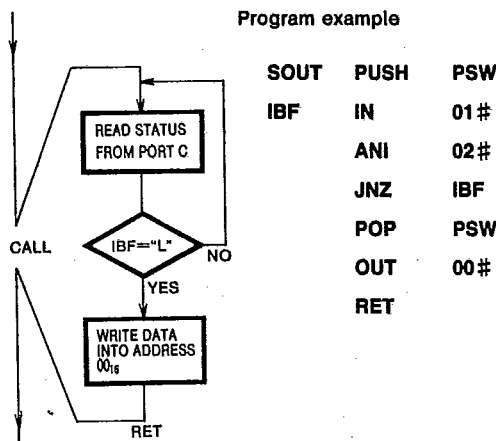 Program example
READ STATUS
FROM PORT C
IBF="L"
NO
YES
CALL
WRITE DATA
INTO ADDRESS
00₁₆
RET
SOUT PUSH PSW
IBF IN 01#
ANI 02#
JNZ IBF
POP PSW
OUT 00#
RET